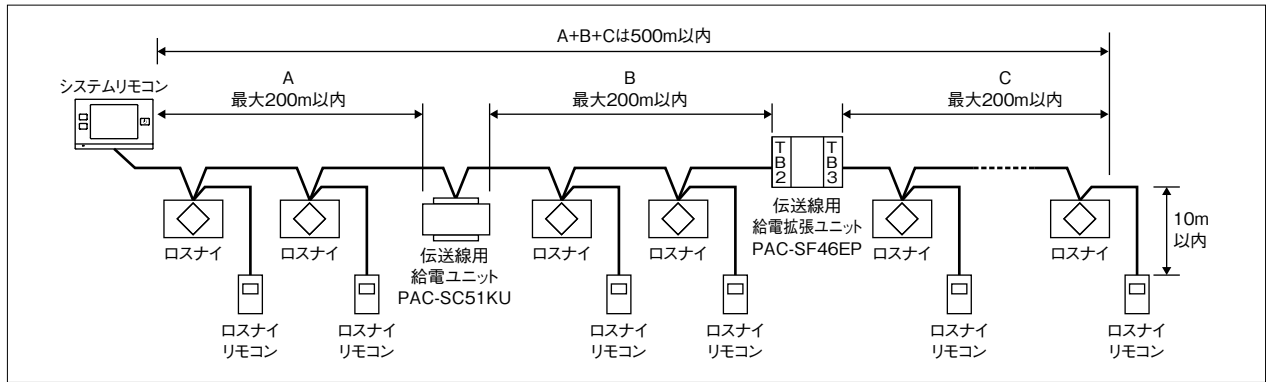 A+B+Cは500m以内
システムリモコン
A
最大200m以内
B
最大200m以内
C
最大200m以内
TB2
TB3
ロスナイ
ロスナイ
伝送線用
給電ユニット
PAC-SC51KU
ロスナイ
ロスナイ
伝送線用
給電拡張ユニット
PAC-SF46EP
ロスナイ
ロスナイ
10m
以内
ロスナイ
リモコン
ロスナイ
リモコン
ロスナイ
リモコン
ロスナイ
リモコン
ロスナイ
リモコン
ロスナイ
リモコン